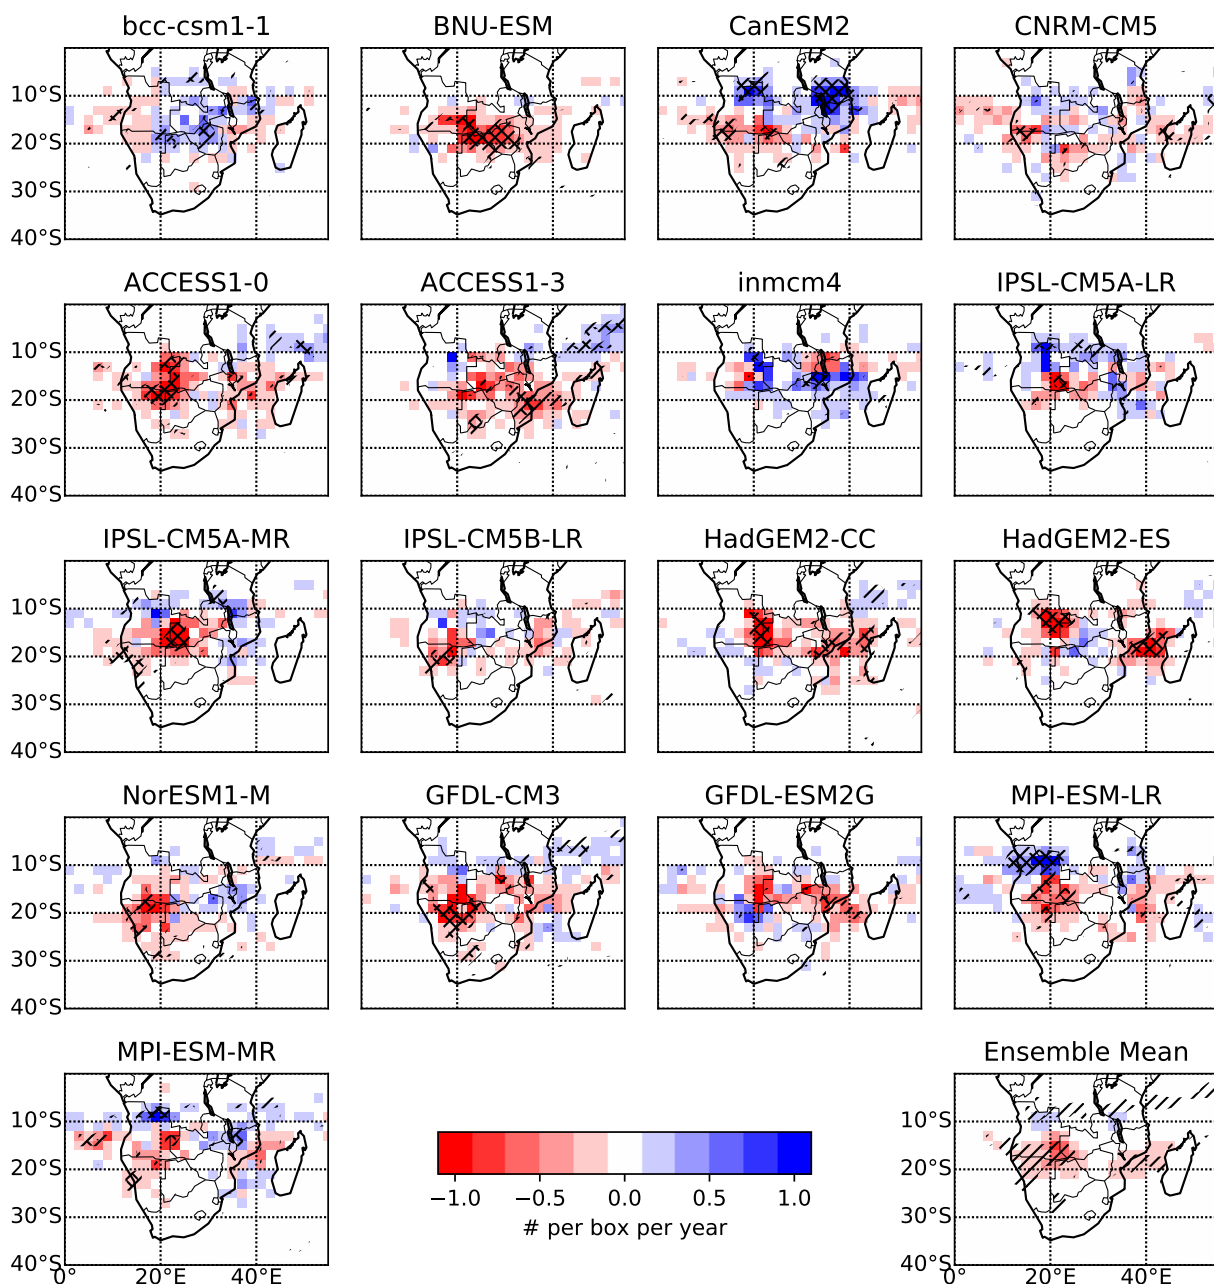 bcc-csm1-1 BNU-ESM CanESM2 CNRM-CM5
10°S
20°S
30°S
40°S
ACCESS1-0 ACCESS1-3 inmcm4 IPSL-CM5A-LR
10°S
20°S
30°S
40°S
IPSL-CM5A-MR IPSL-CM5B-LR HadGEM2-CC HadGEM2-ES
10°S
20°S
30°S
40°S
NorESM1-M GFDL-CM3 GFDL-ESM2G MPI-ESM-LR
10°S
20°S
30°S
40°S
MPI-ESM-MR Ensemble Mean
10°S 10°S
20°S 20°S
30°S 30°S
40°S 40°S
0° 20°E 40°E 0° 20°E 40°E
−1.0 −0.5 0.0 0.5 1.0
# per box per year